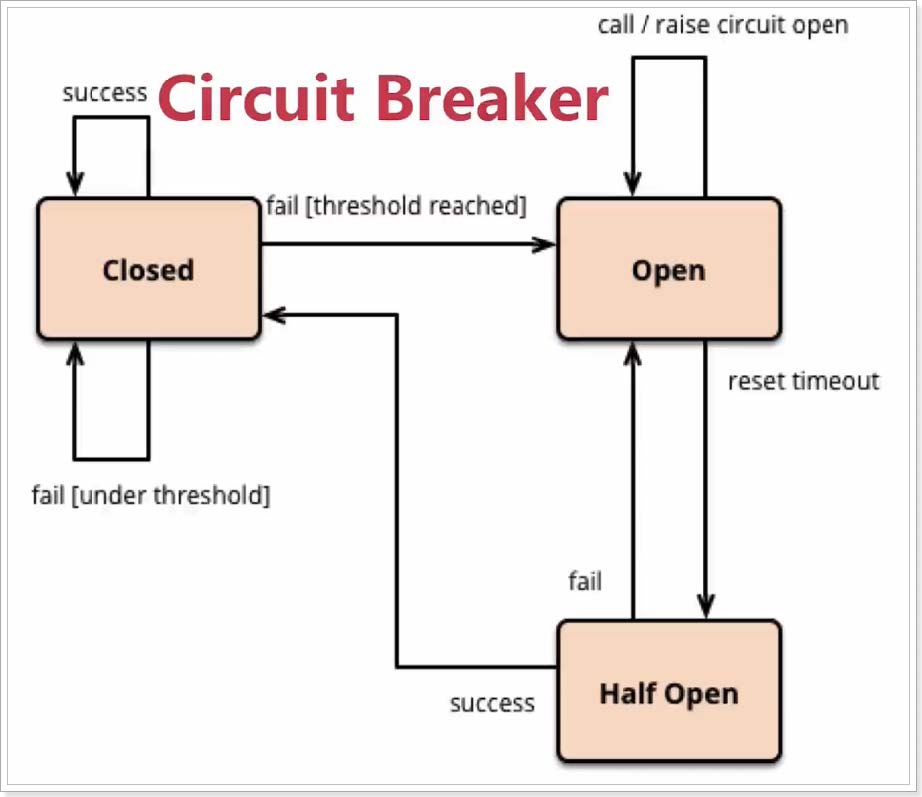 call / raise circuit open
success
Circuit Breaker
fail [threshold reached]
Closed
Open
reset timeout
fail [under threshold]
fail
Half Open
success